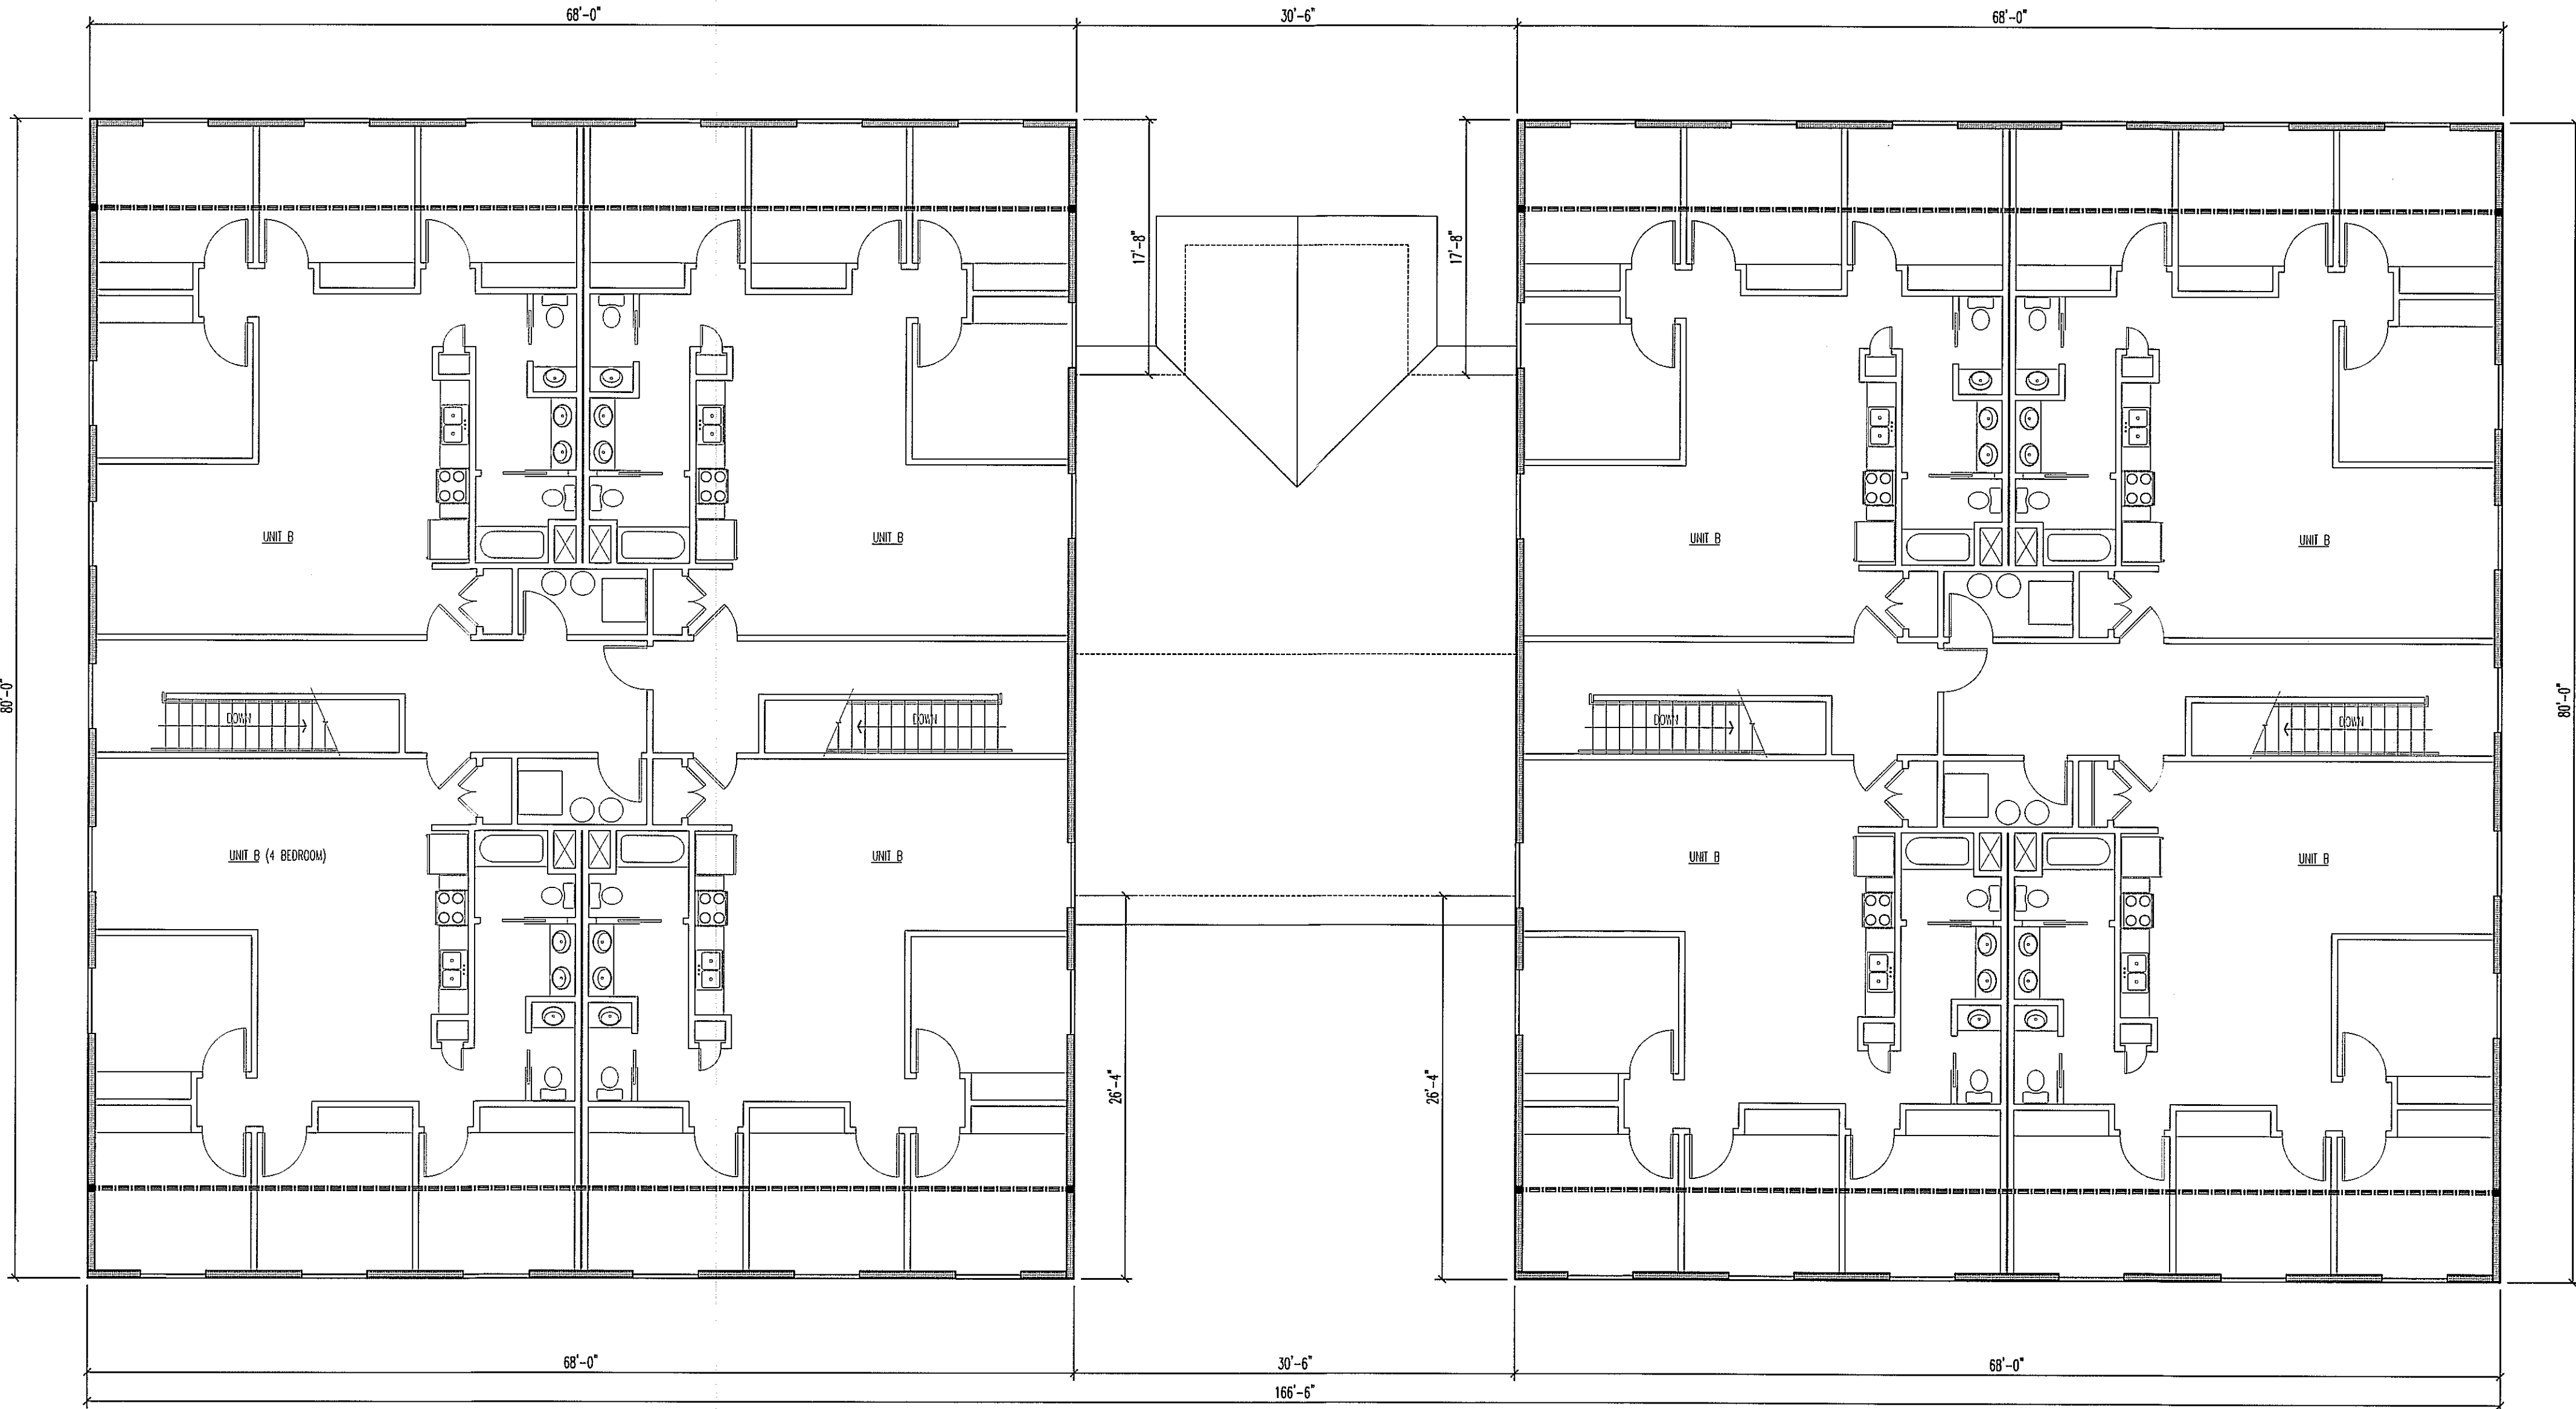 68'-0"
30'-6"
68'-0"
17'-8"
17'-8"
UNIT B
UNIT B
UNIT B
UNIT B
80'-0"
DOWN
DOWN
DOWN
DOWN
80'-0"
UNIT B (4 BEDROOM)
UNIT B
UNIT B
UNIT B
26'-4"
26'-4"
68'-0"
30'-6"
68'-0"
166'-6"